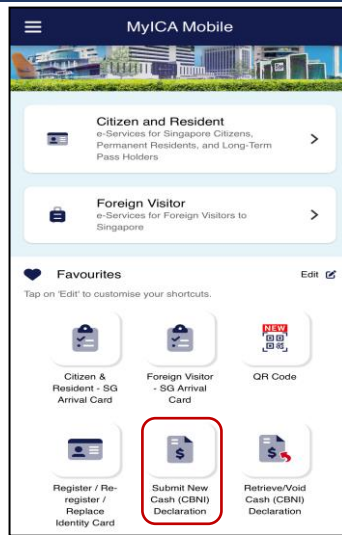 MyICA Mobile
Citizen and Resident
e-Services for Singapore Citizens,
Permanent Residents, and Long-Term
Pass Holders
Foreign Visitor
e-Services for Foreign Visitors to
Singapore
Favourites
Edit
Tap on 'Edit' to customise your shortcuts.
NEW
Citizen &
Resident - SG
Arrival Card
Foreign Visitor
- SG Arrival
Card
QR Code
Register / Re-
register /
Replace
Identity Card
Submit New
Cash (CBNI)
Declaration
Retrieve/Void
Cash (CBNI)
Declaration